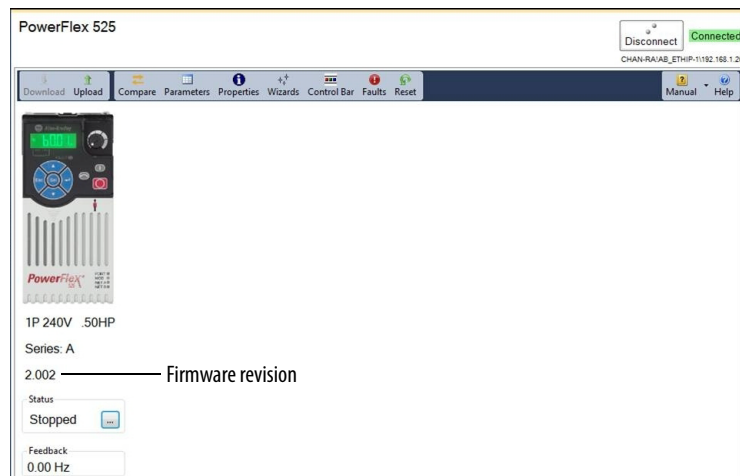 PowerFlex 525
Disconnect
Connected
CHAN-RA!AB_ETHIP-1\192.168.1.20
Download Upload Compare Parameters Properties Wizards Control Bar Faults Reset Manual Help
PowerFlex
525
1P 240V .50HP
Series: A
2.002
Firmware revision
Status
Stopped
...
Feedback
0.00 Hz